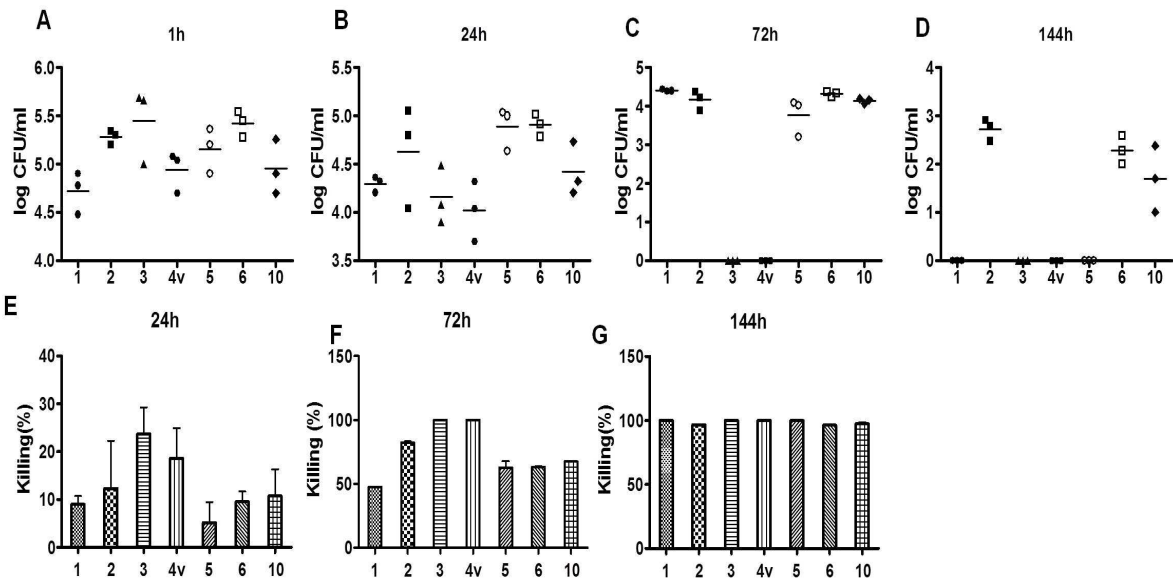 A 1h
log CFU/ml
6.0
5.5
5.0
4.5
4.0
1 2 3 4v 5 6 10
B 24h
log CFU/ml
5.5
5.0
4.5
4.0
3.5
1 2 3 4v 5 6 10
C 72h
log CFU/ml
5
4
3
2
1
0
1 2 3 4v 5 6 10
D 144h
log CFU/ml
4
3
2
1
0
1 2 3 4v 5 6 10
E 24h
Killing(%)
40
30
20
10
0
1 2 3 4v 5 6 10
F 72h
Killing (%)
150
100
50
0
1 2 3 4v 5 6 10
G 144h
Killing(%)
150
100
50
0
1 2 3 4v 5 6 10